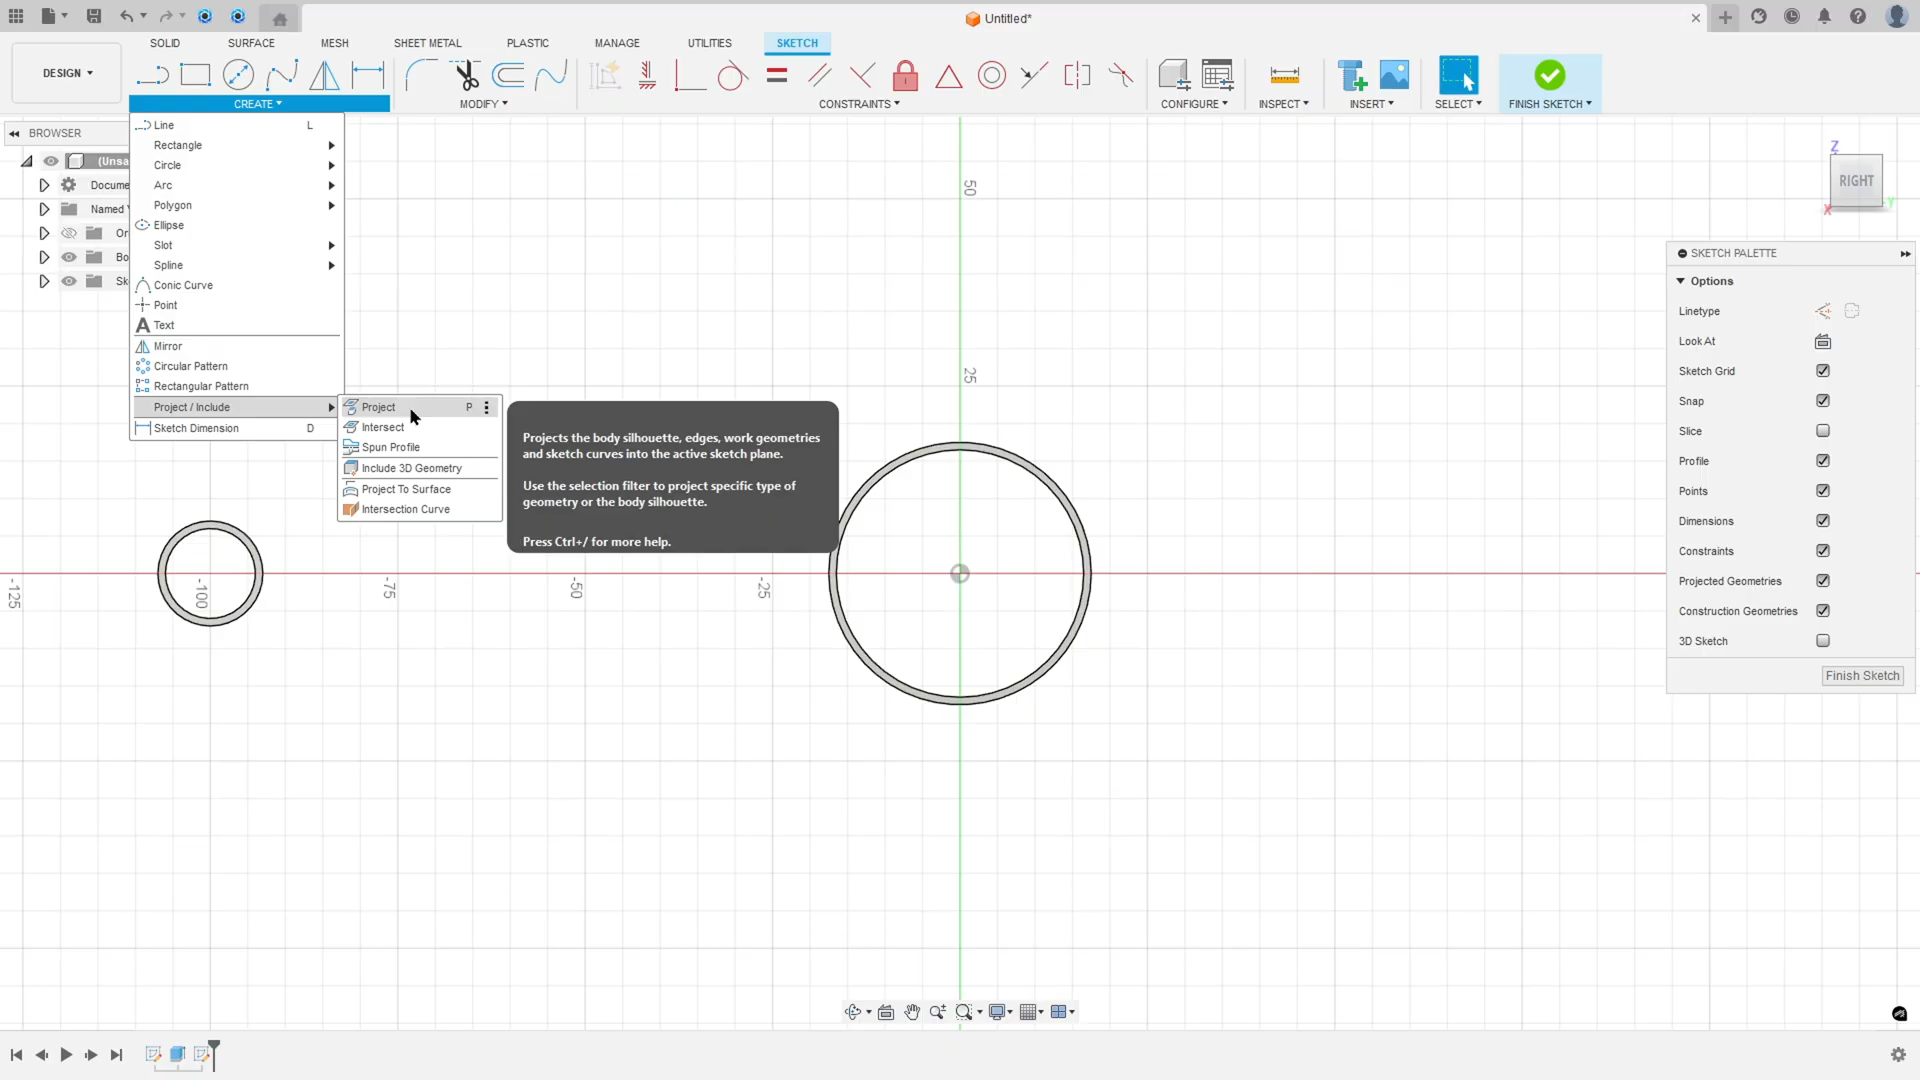 Untitled*
SOLID
SURFACE
MESH
SHEET METAL
PLASTIC
MANAGE
UTILITIES
SKETCH
DESIGN
CREATE
MODIFY
CONSTRAINTS
CONFIGURE
INSPECT
INSERT
SELECT
FINISH SKETCH
BROWSER
(Unsa
Docume
Named
Or
Bo
Sk
Line L
Rectangle
Circle
Arc
Polygon
Ellipse
Slot
Spline
Conic Curve
Point
Text
Mirror
Circular Pattern
Rectangular Pattern
Project / Include
Sketch Dimension D
Project P
Intersect
Spun Profile
Include 3D Geometry
Project To Surface
Intersection Curve
Projects the body silhouette, edges, work geometries
and sketch curves into the active sketch plane.
Use the selection filter to project specific type of
geometry or the body silhouette.
Press Ctrl+/ for more help.
50
25
-125
-100
-75
-50
-25
Z
RIGHT
X
Y
SKETCH PALETTE
Options
Linetype
Look At
Sketch Grid
Snap
Slice
Profile
Points
Dimensions
Constraints
Projected Geometries
Construction Geometries
3D Sketch
Finish Sketch